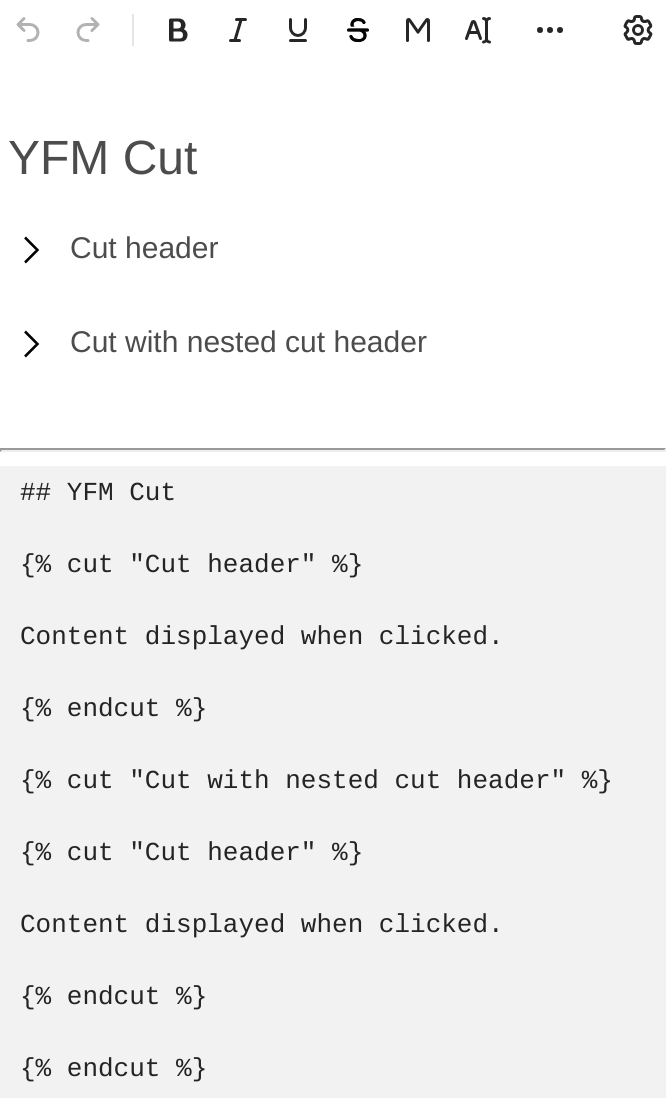 B I U S M AI
YFM Cut
Cut header
Cut with nested cut header
## YFM Cut
{% cut "Cut header" %}
Content displayed when clicked.
{% endcut %}
{% cut "Cut with nested cut header" %}
{% cut "Cut header" %}
Content displayed when clicked.
{% endcut %}
{% endcut %}